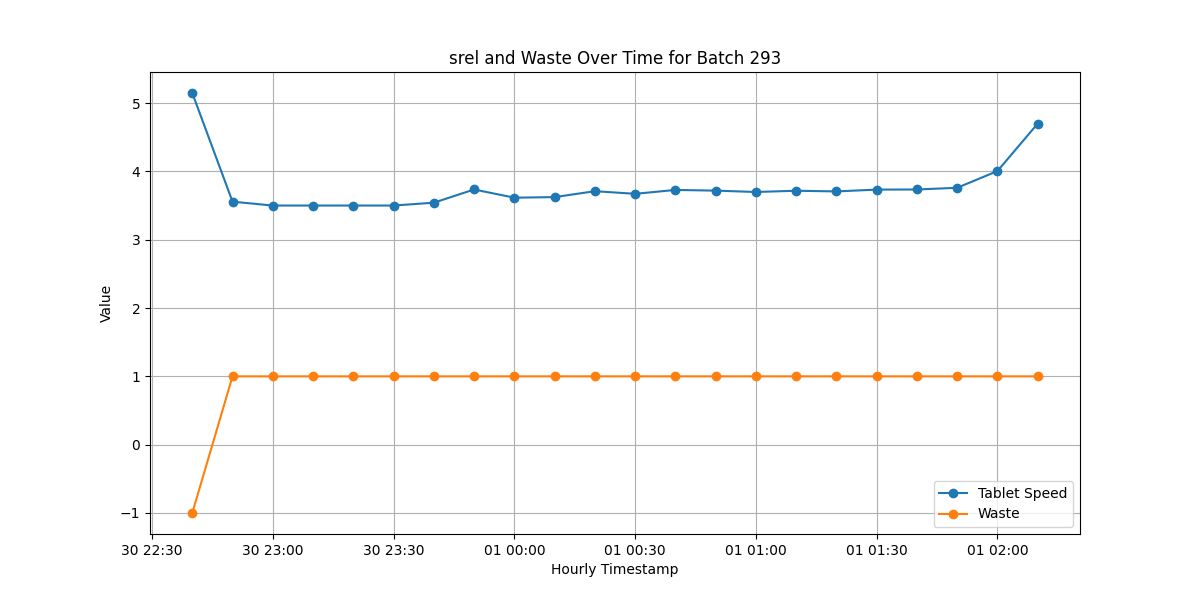 srel and Waste Over Time for Batch 293
5
4
3
2
1
0
−1
Value
30 22:30 30 23:00 30 23:30 01 00:00 01 00:30 01 01:00 01 01:30 01 02:00
Hourly Timestamp
Tablet Speed
Waste